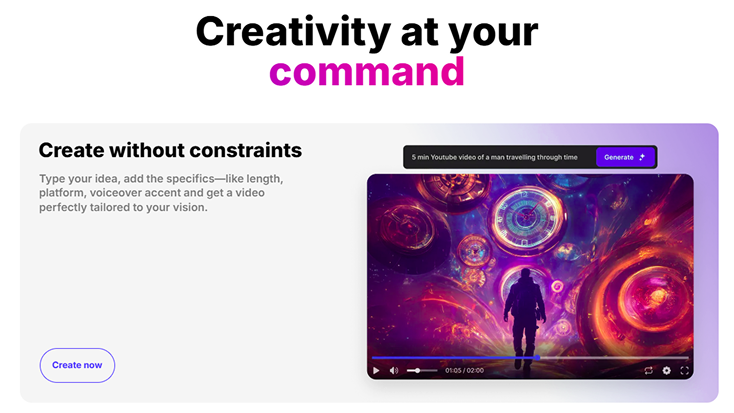 Creativity at your
command
Create without constraints
Type your idea, add the specifics—like length,
platform, voiceover accent and get a video
perfectly tailored to your vision.
Create now
5 min Youtube video of a man travelling through time
Generate
01:05 / 02:00